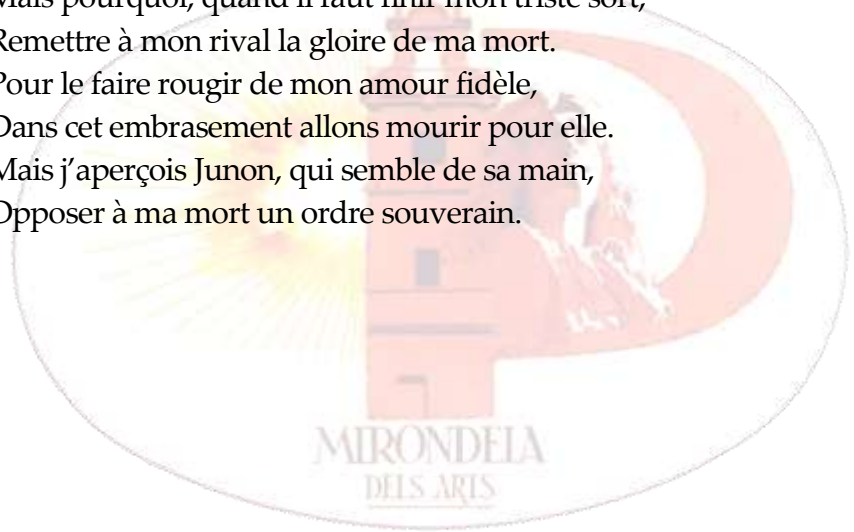 Mais pourquoi, quand il faut finir mon triste sort,
Remettre à mon rival la gloire de ma mort.
Pour le faire rougir de mon amour fidèle,
Dans cet embrasement allons mourir pour elle.
Mais j'aperçois Junon, qui semble de sa main,
Opposer à ma mort un ordre souverain.
MIRONDELA
DELS ARTS